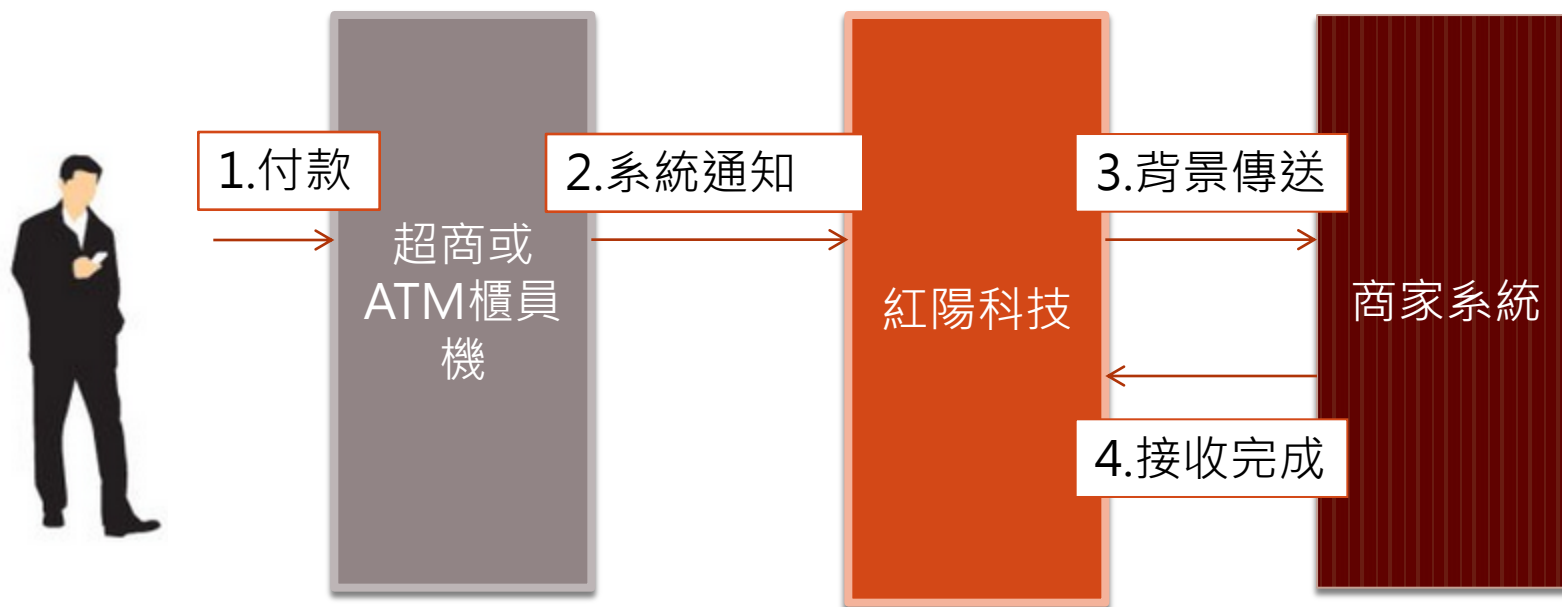 1.付款
超商或
ATM櫃員
機
2.系統通知
紅陽科技
3.背景傳送
商家系統
4.接收完成